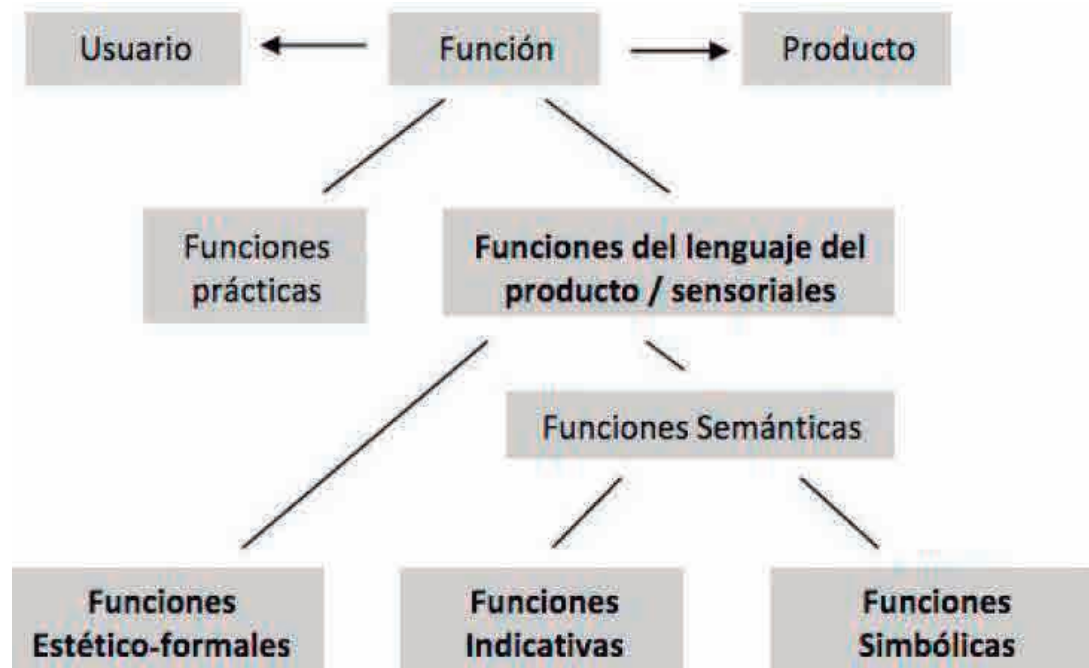 Usuario
Función
Producto
Funciones
prácticas
Funciones del lenguaje del
producto / sensoriales
Funciones Semánticas
Funciones
Estético-formales
Funciones
Indicativas
Funciones
Simbólicas